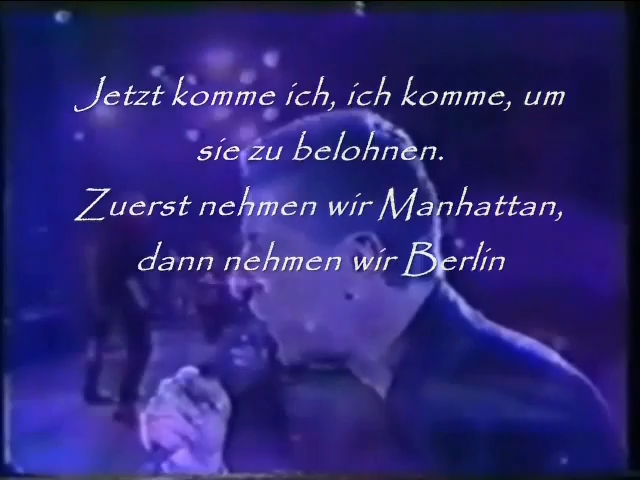 Jetzt komme ich, ich komme, um
sie zu belohnen.
Zuerst nehmen wir Manhattan,
dann nehmen wir Berlin